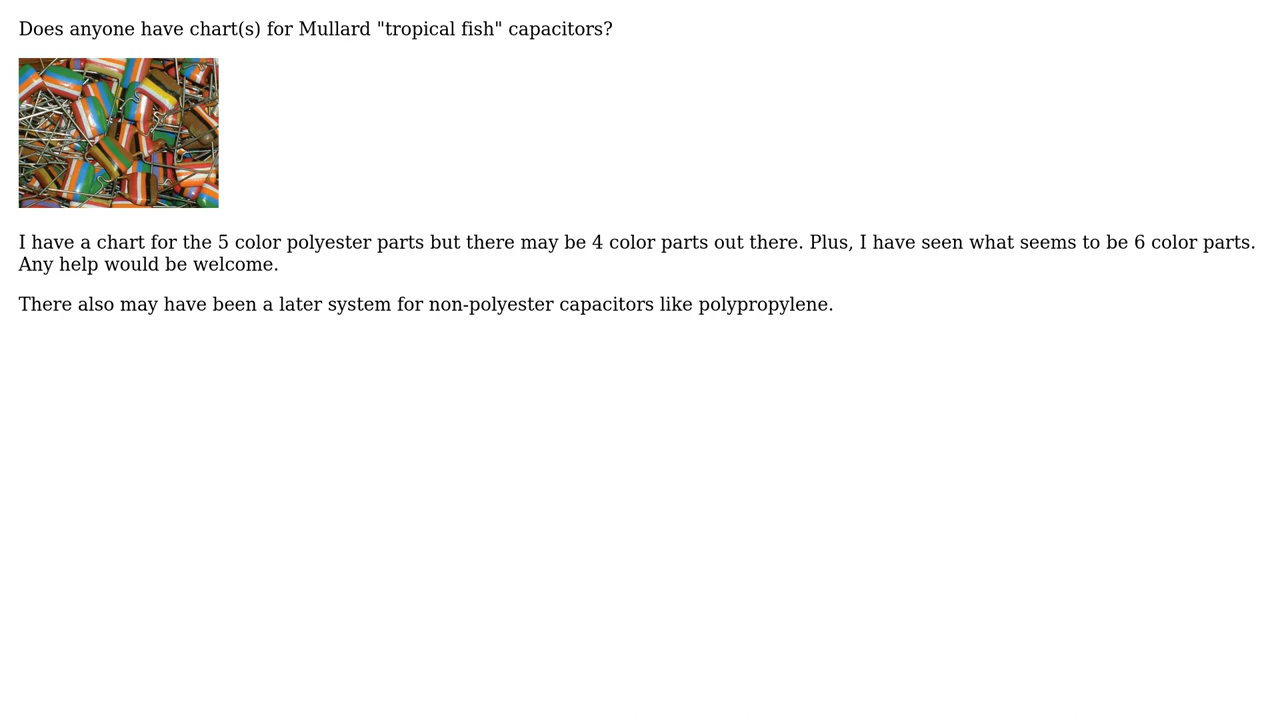 Does anyone have chart(s) for Mullard "tropical fish" capacitors?
I have a chart for the 5 color polyester parts but there may be 4 color parts out there. Plus, I have seen what seems to be 6 color parts.
Any help would be welcome.
There also may have been a later system for non-polyester capacitors like polypropylene.